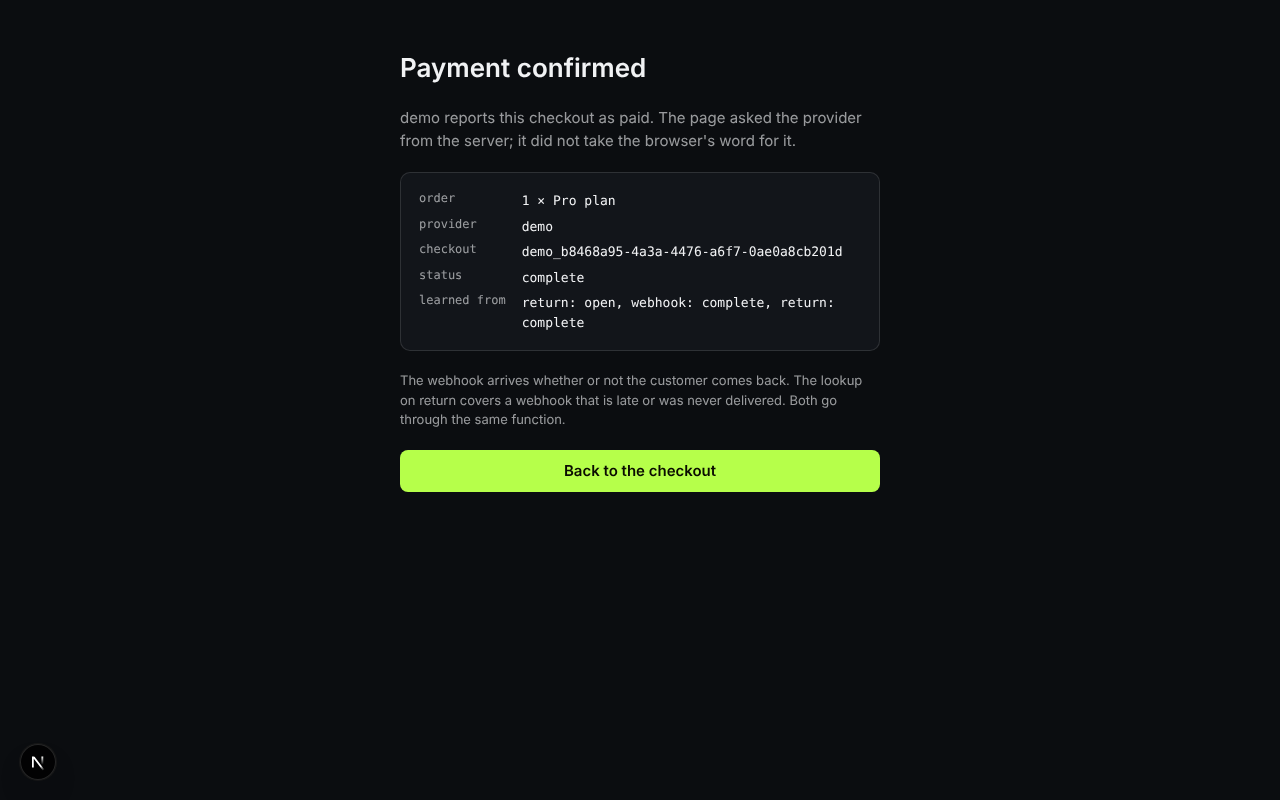 Payment confirmed
demo reports this checkout as paid. The page asked the provider
from the server; it did not take the browser's word for it.
order 1 × Pro plan
provider demo
checkout demo_b8468a95-4a3a-4476-a6f7-0ae0a8cb201d
status complete
learned from return: open, webhook: complete, return:
complete
The webhook arrives whether or not the customer comes back. The lookup
on return covers a webhook that is late or was never delivered. Both go
through the same function.
Back to the checkout
N